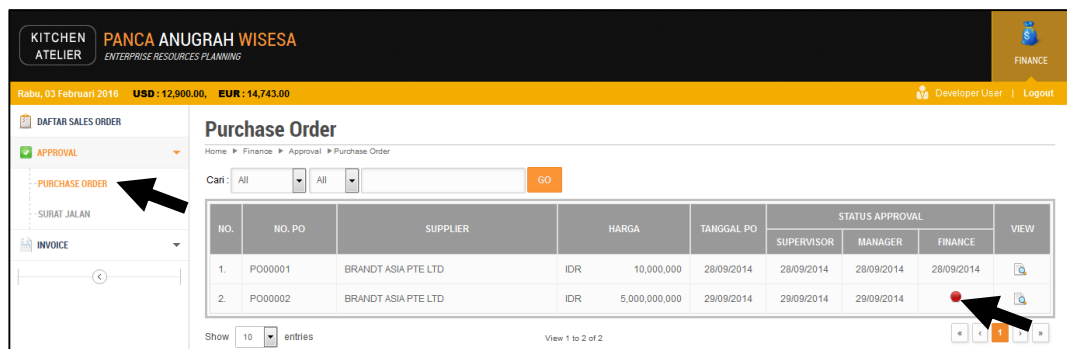 KITCHEN ATELIER
PANCA ANUGRAH WISESA
ENTERPRISE RESOURCES PLANNING
FINANCE
Rabu, 03 Februari 2016 USD : 12,900.00, EUR : 14,743.00
Developer User | Logout
DAFTAR SALES ORDER
APPROVAL
PURCHASE ORDER
SURAT JALAN
INVOICE
Purchase Order
Home Finance Approval Purchase Order
Cari : All All GO
NO. NO. PO SUPPLIER HARGA TANGGAL PO STATUS APPROVAL VIEW
SUPERVISOR MANAGER FINANCE
1. PO00001 BRANDT ASIA PTE LTD IDR 10,000,000 28/09/2014 28/09/2014 28/09/2014 28/09/2014
2. PO00002 BRANDT ASIA PTE LTD IDR 5,000,000,000 29/09/2014 29/09/2014 29/09/2014
Show 10 entries View 1 to 2 of 2 « ‹ 1 › »